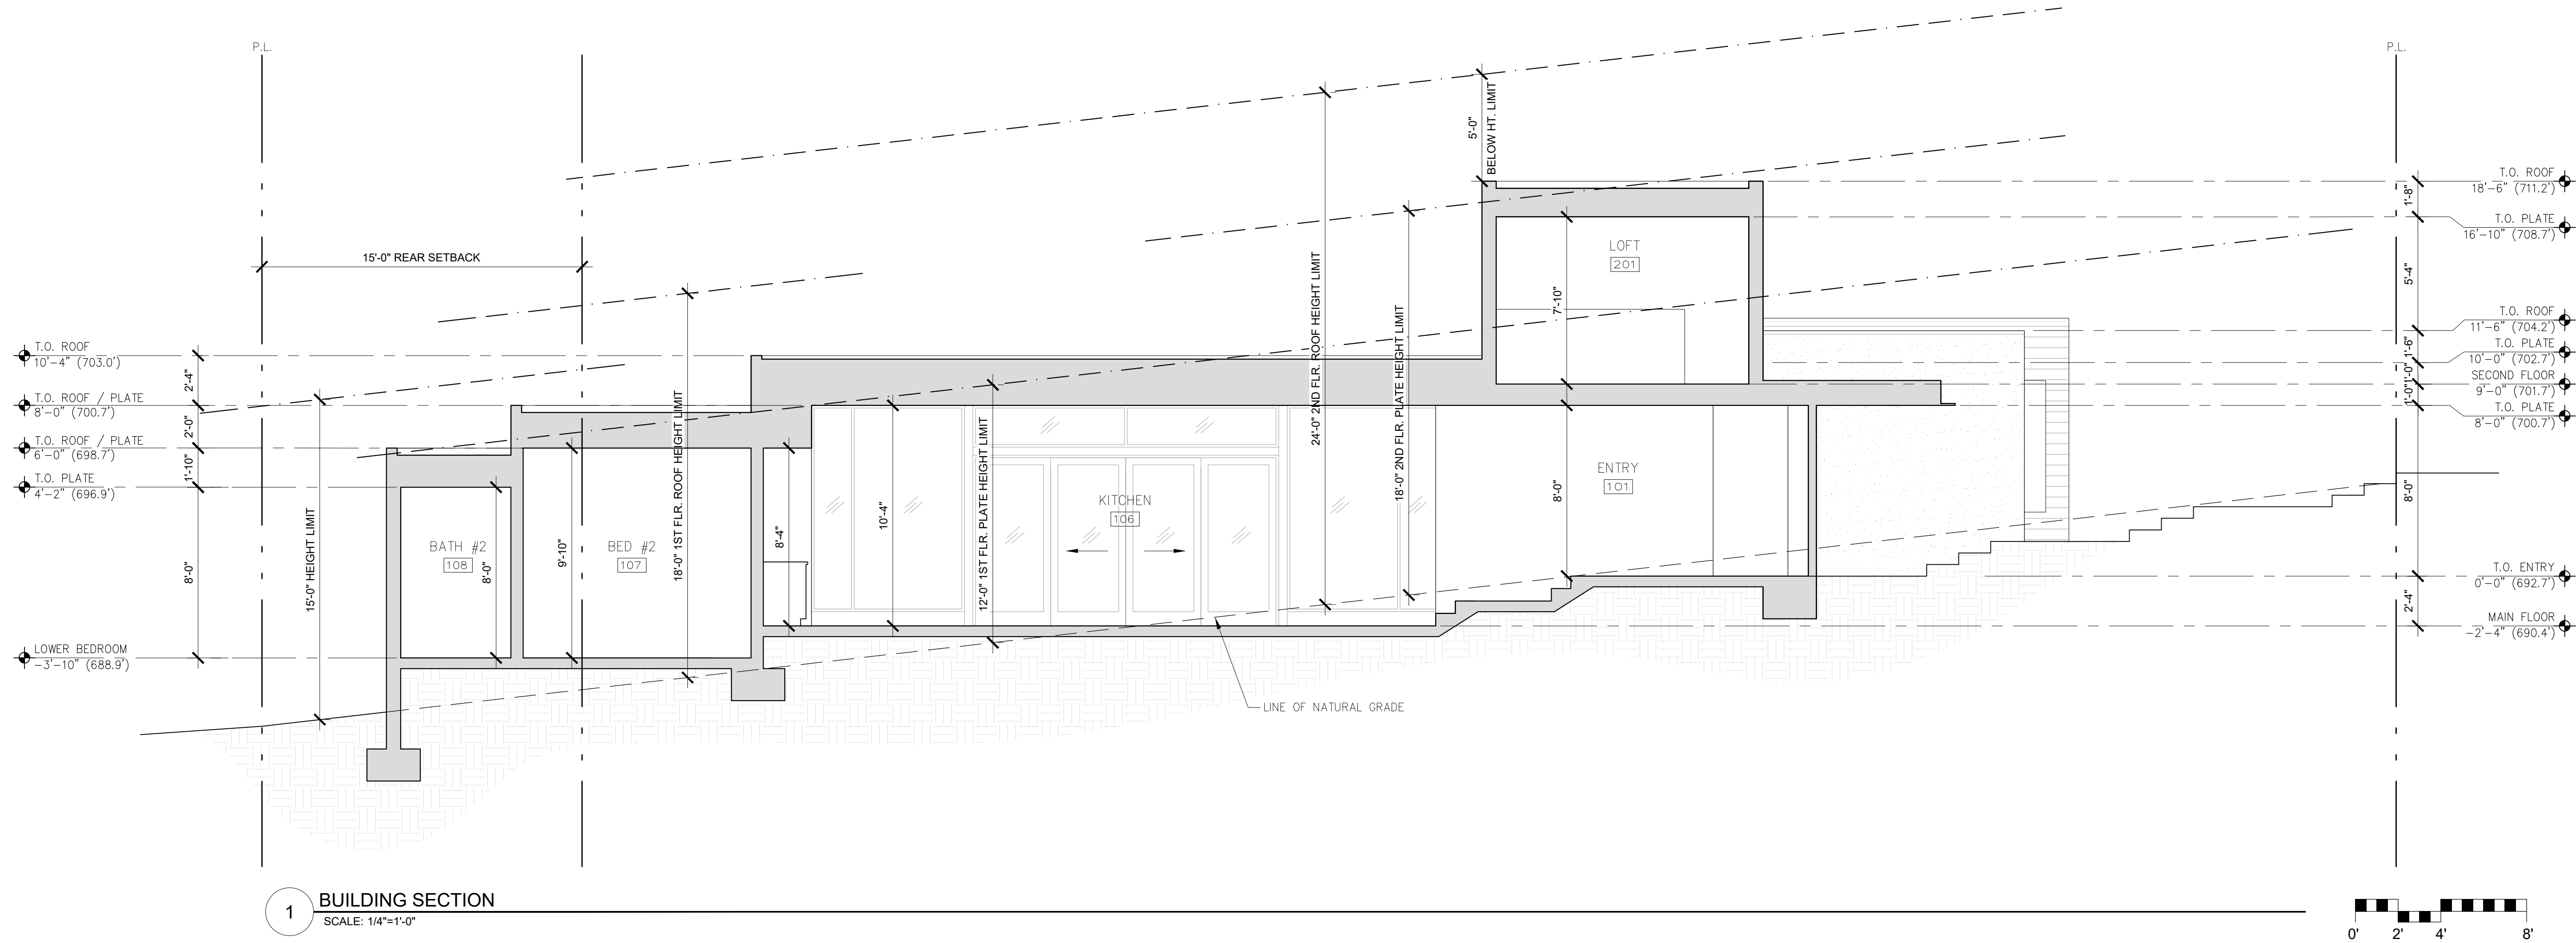 P.L.
P.L.
5'-0"
BELOW HT. LIMIT
15'-0" REAR SETBACK
T.O. ROOF
10'-4" (703.0')
T.O. ROOF / PLATE
8'-0" (700.7')
T.O. ROOF / PLATE
6'-0" (698.7')
T.O. PLATE
4'-2" (696.9')
LOWER BEDROOM
-3'-10" (688.9')
2'-4"
2'-0"
1'-10"
8'-0"
15'-0" HEIGHT LIMIT
BATH #2
108
8'-0"
9'-10"
BED #2
107
18'-0" 1ST FLR. ROOF HEIGHT LIMIT
8'-4"
10'-4"
12'-0" 1ST FLR. PLATE HEIGHT LIMIT
KITCHEN
106
24'-0" 2ND FLR. ROOF HEIGHT LIMIT
18'-0" 2ND FLR. PLATE HEIGHT LIMIT
LOFT
201
7'-10"
ENTRY
101
8'-0"
LINE OF NATURAL GRADE
T.O. ROOF
18'-6" (711.2')
T.O. PLATE
16'-10" (708.7')
T.O. ROOF
11'-6" (704.2')
T.O. PLATE
10'-0" (702.7')
SECOND FLOOR
9'-0" (701.7')
T.O. PLATE
8'-0" (700.7')
T.O. ENTRY
0'-0" (692.7')
MAIN FLOOR
-2'-4" (690.4')
1'-8"
5'-4"
1'-6"
1'-0"
1'-0"
8'-0"
2'-4"
1
BUILDING SECTION
SCALE: 1/4"=1'-0"
0' 2' 4' 8'